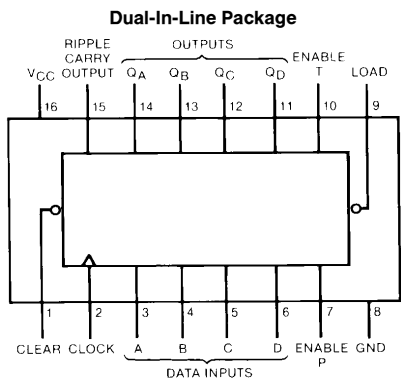 Dual-In-Line Package
RIPPLE
CARRY
OUTPUT
OUTPUTS
ENABLE
T
VCC
QA
QB
QC
QD
LOAD
16
15
14
13
12
11
10
9
1
2
3
4
5
6
7
8
CLEAR
CLOCK
A
B
C
D
ENABLE
P
GND
DATA INPUTS